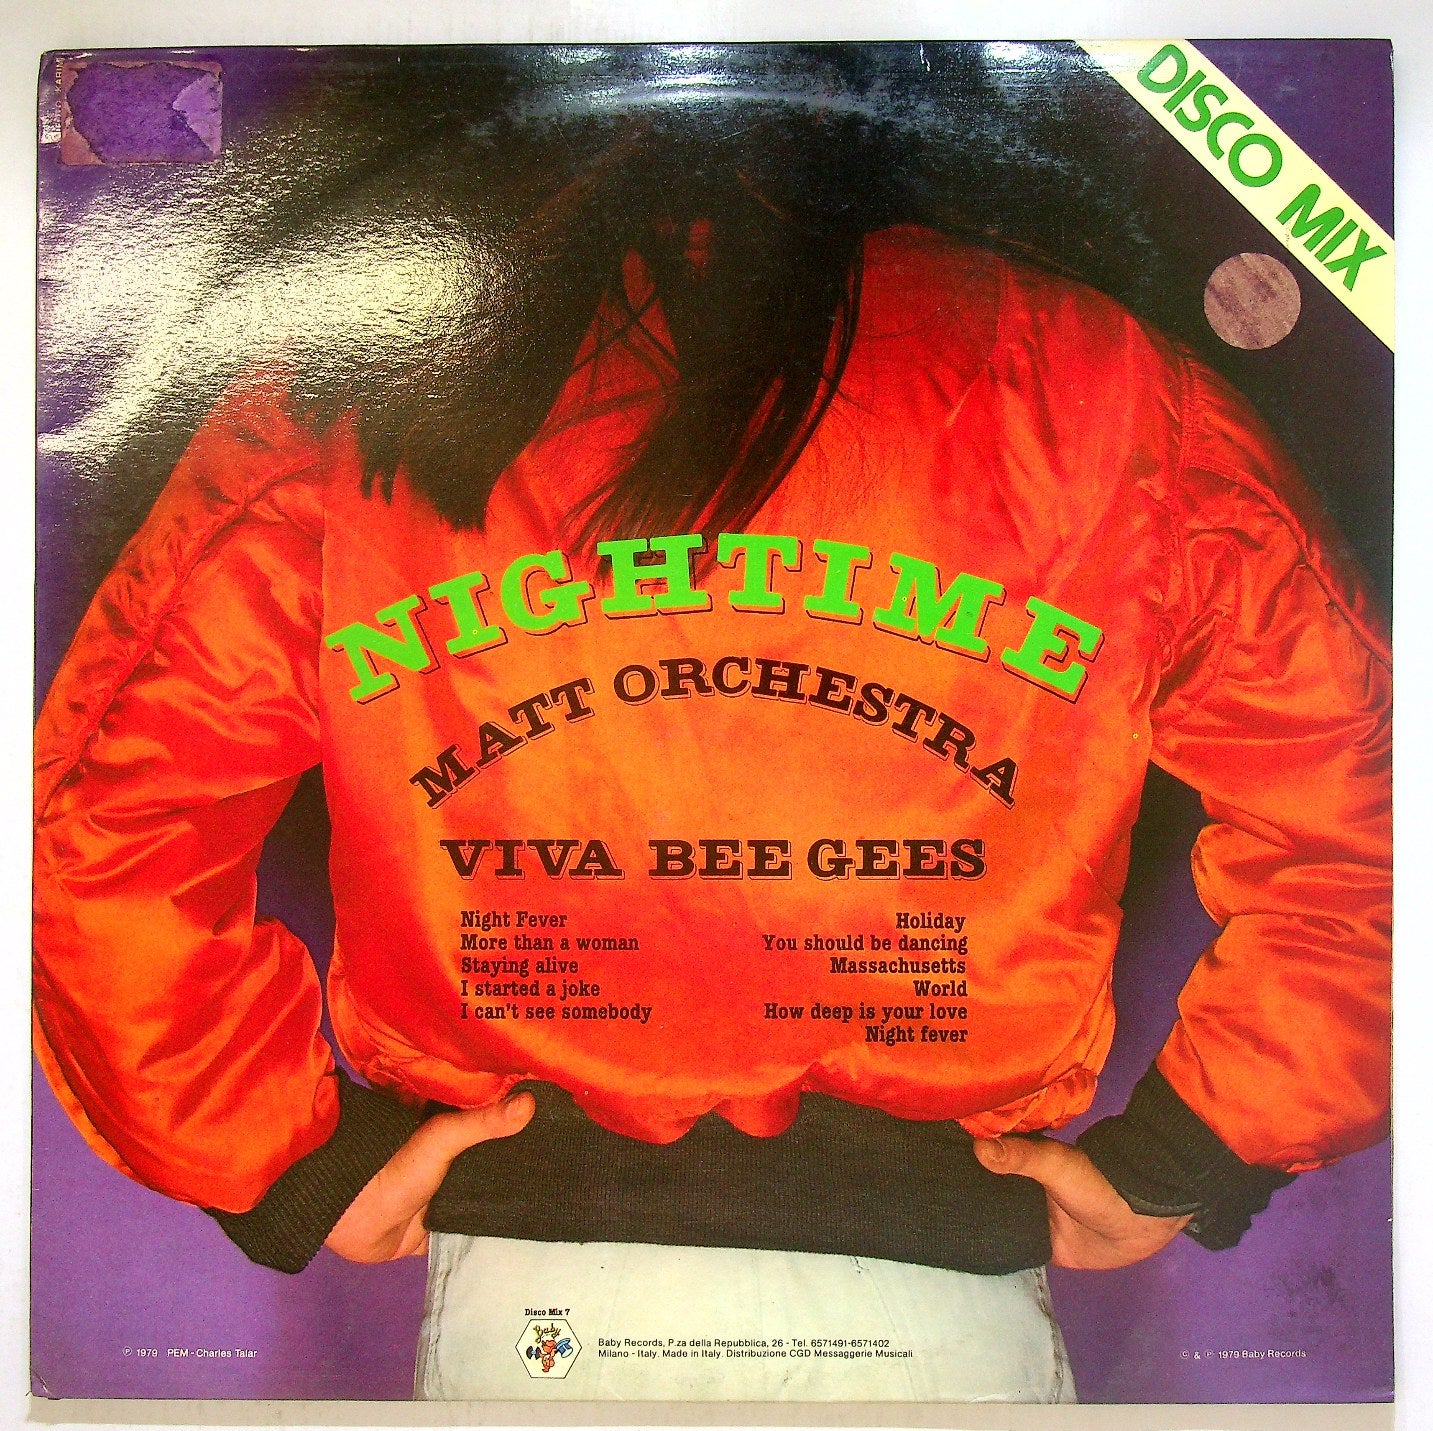 DISCO MIX
NIGHTIME
MATT ORCHESTRA
VIVA BEE GEES
Night Fever
More than a woman
Staying alive
I started a joke
I can't see somebody
Holiday
You should be dancing
Massachusetts
World
How deep is your love
Night fever
Disco Mix 7
Baby
Baby Records, P.za della Repubblica, 26 - Tel. 6571491-6571402
Milano - Italy. Made in Italy. Distribuzione CGD Messaggerie Musicali
℗ 1979 PEM - Charles Talar
© & ℗ 1979 Baby Records